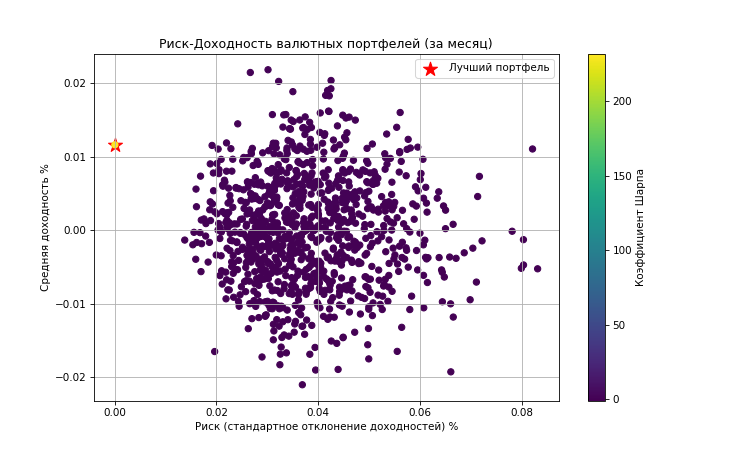 Риск-Доходность валютных портфелей (за месяц)
Лучший портфель
0.02
0.01
0.00
−0.01
−0.02
Средняя доходность %
0.00 0.02 0.04 0.06 0.08
Риск (стандартное отклонение доходностей) %
200
150
100
50
0
Коэффициент Шарпа